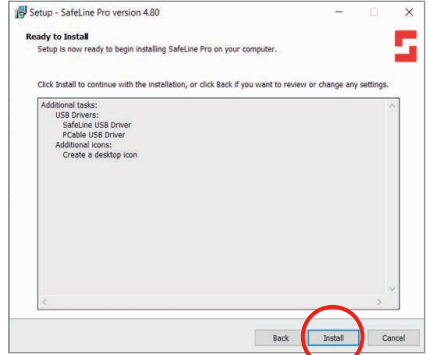 Setup - SafeLine Pro version 4.80
Ready to Install
Setup is now ready to begin installing SafeLine Pro on your computer.
Click Install to continue with the installation, or click Back if you want to review or change any settings.
Additional tasks:
USB Drivers:
SafeLine USB Driver
PCable USB Driver
Additional icons:
Create a desktop icon
Back Install Cancel